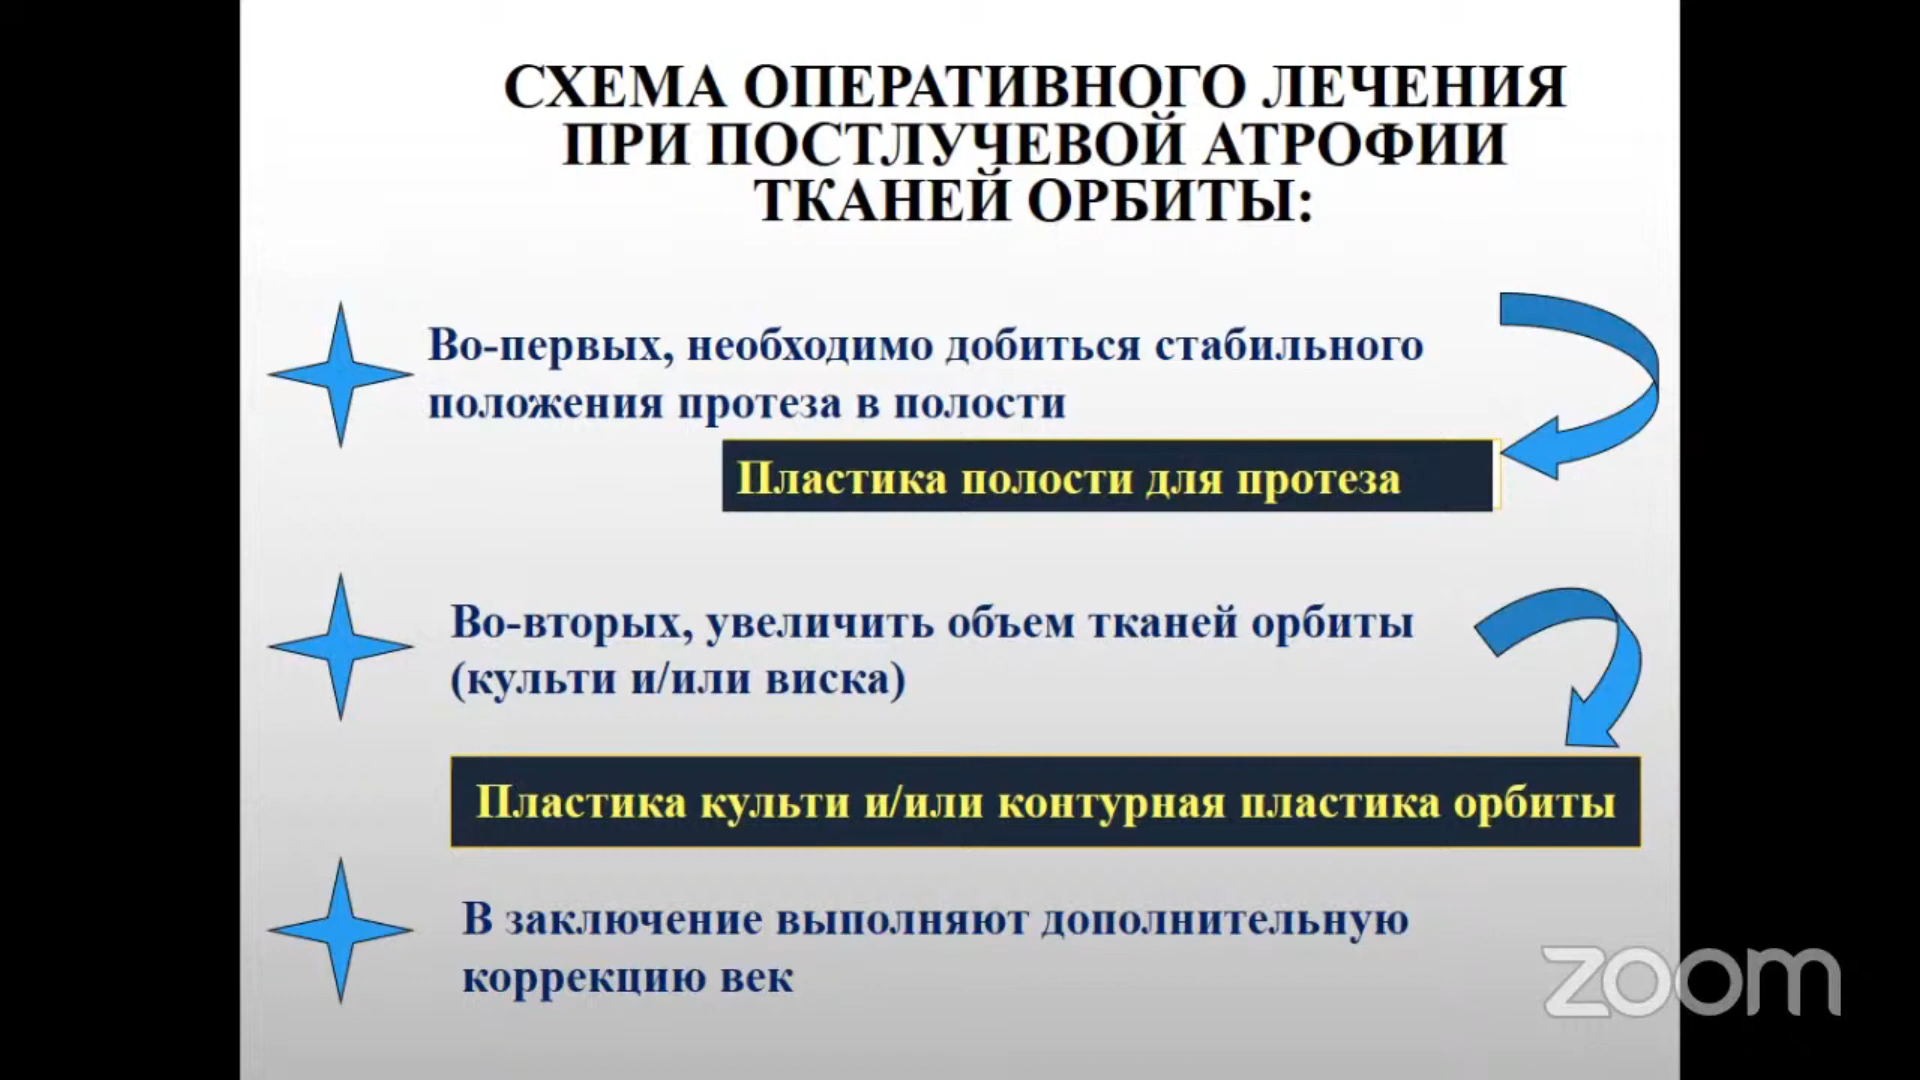 СХЕМА ОПЕРАТИВНОГО ЛЕЧЕНИЯ
ПРИ ПОСТЛУЧЕВОЙ АТРОФИИ
ТКАНЕЙ ОРБИТЫ:
Во-первых, необходимо добиться стабильного
положения протеза в полости
Пластика полости для протеза
Во-вторых, увеличить объем тканей орбиты
(культи и/или виска)
Пластика культи и/или контурная пластика орбиты
В заключение выполняют дополнительную
коррекцию век
zoom